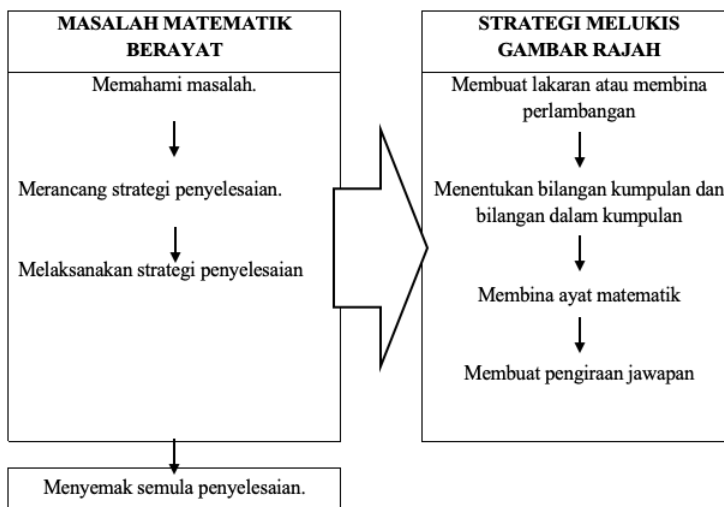 MASALAH MATEMATIK
BERAYAT
Memahami masalah.
Merancang strategi penyelesaian.
Melaksanakan strategi penyelesaian
Menyemak semula penyelesaian.
STRATEGI MELUKIS
GAMBAR RAJAH
Membuat lakaran atau membina
perlambangan
Menentukan bilangan kumpulan dan
bilangan dalam kumpulan
Membina ayat matematik
Membuat pengiraan jawapan